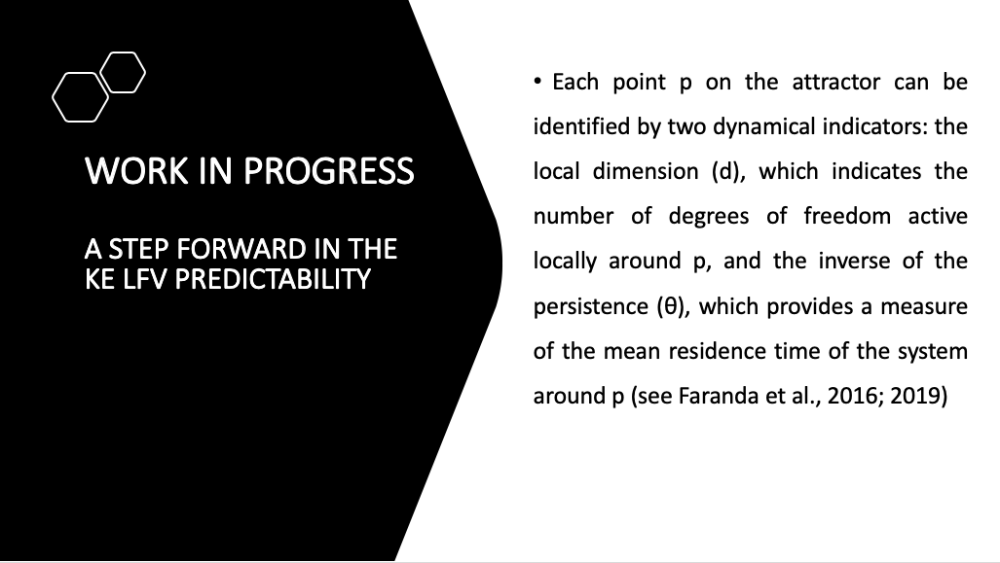 WORK IN PROGRESS
A STEP FORWARD IN THE
KE LFV PREDICTABILITY
• Each point p on the attractor can be
identified by two dynamical indicators: the
local dimension (d), which indicates the
number of degrees of freedom active
locally around p, and the inverse of the
persistence (θ), which provides a measure
of the mean residence time of the system
around p (see Faranda et al., 2016; 2019)